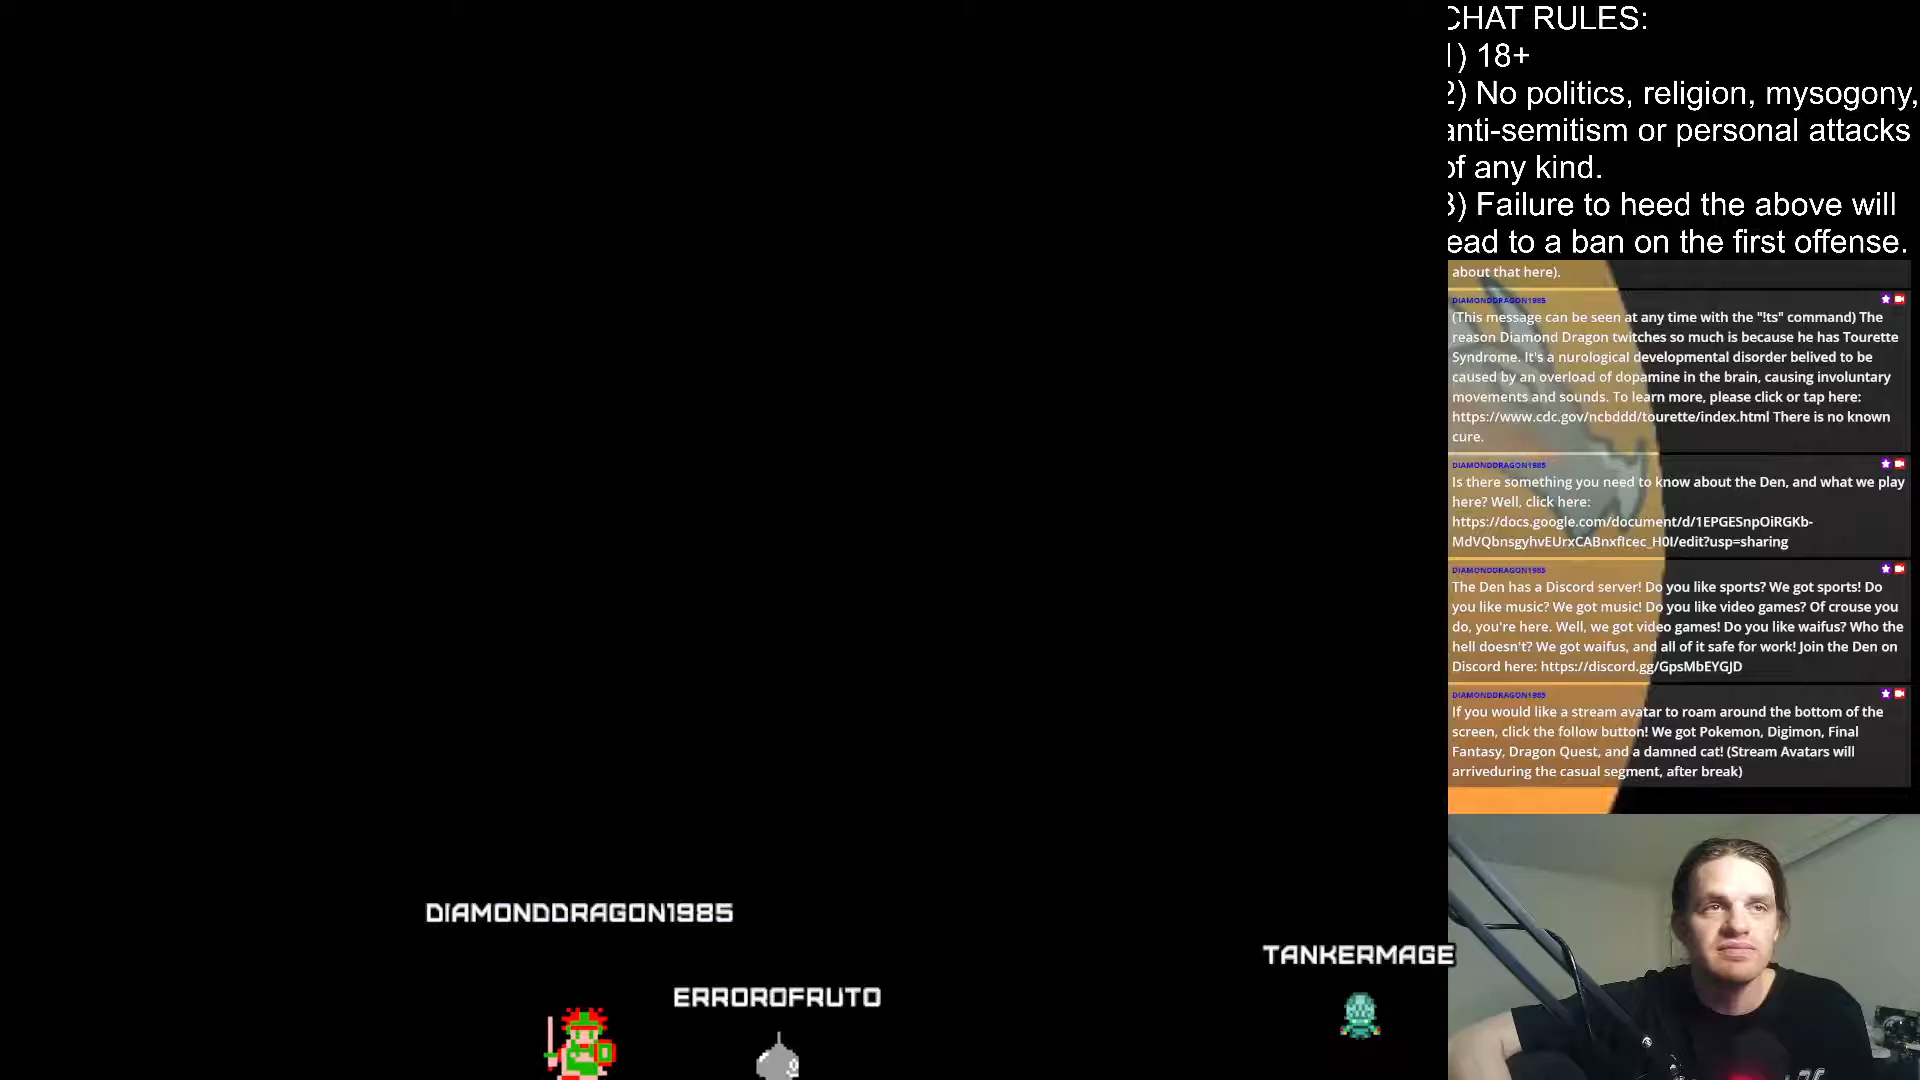 CHAT RULES:
1) 18+
2) No politics, religion, mysogony,
anti-semitism or personal attacks
of any kind.
3) Failure to heed the above will
ead to a ban on the first offense.
about that here).
DIAMONDDRAGON1985
(This message can be seen at any time with the "!ts" command) The
reason Diamond Dragon twitches so much is because he has Tourette
Syndrome. It's a nurological developmental disorder belived to be
caused by an overload of dopamine in the brain, causing involuntary
movements and sounds. To learn more, please click or tap here:
https://www.cdc.gov/ncbddd/tourette/index.html There is no known
cure.
DIAMONDDRAGON1985
Is there something you need to know about the Den, and what we play
here? Well, click here:
https://docs.google.com/document/d/1EPGESnpOiRGKb-
MdVQbnsgyhvEUrxCABnxfIcec_H0I/edit?usp=sharing
DIAMONDDRAGON1985
The Den has a Discord server! Do you like sports? We got sports! Do
you like music? We got music! Do you like video games? Of crouse you
do, you're here. Well, we got video games! Do you like waifus? Who the
hell doesn't? We got waifus, and all of it safe for work! Join the Den on
Discord here: https://discord.gg/GpsMbEYGJD
DIAMONDDRAGON1985
If you would like a stream avatar to roam around the bottom of the
screen, click the follow button! We got Pokemon, Digimon, Final
Fantasy, Dragon Quest, and a damned cat! (Stream Avatars will
arriveduring the casual segment, after break)
DIAMONDDRAGON1985
TANKERMAGE
ERROROFRUTO